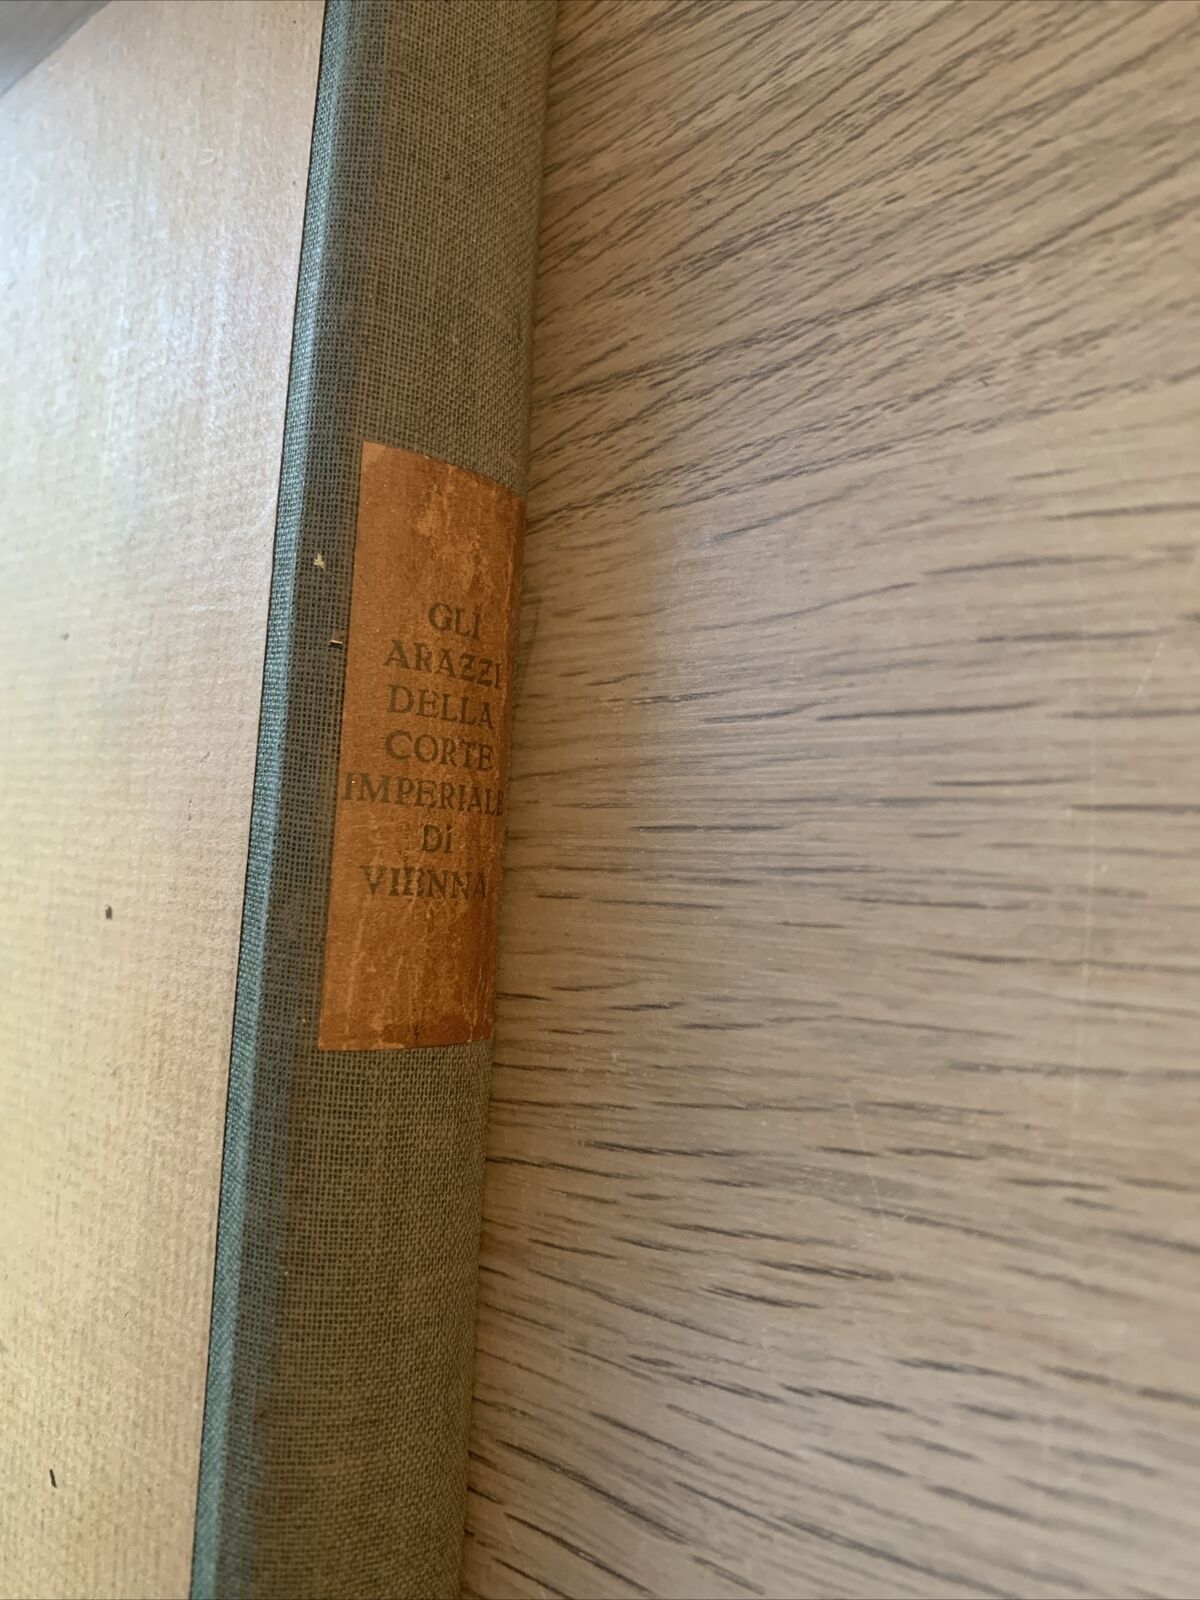 GLI
ARAZZI
DELLA
CORTE
IMPERIALE
Di
VIENNA